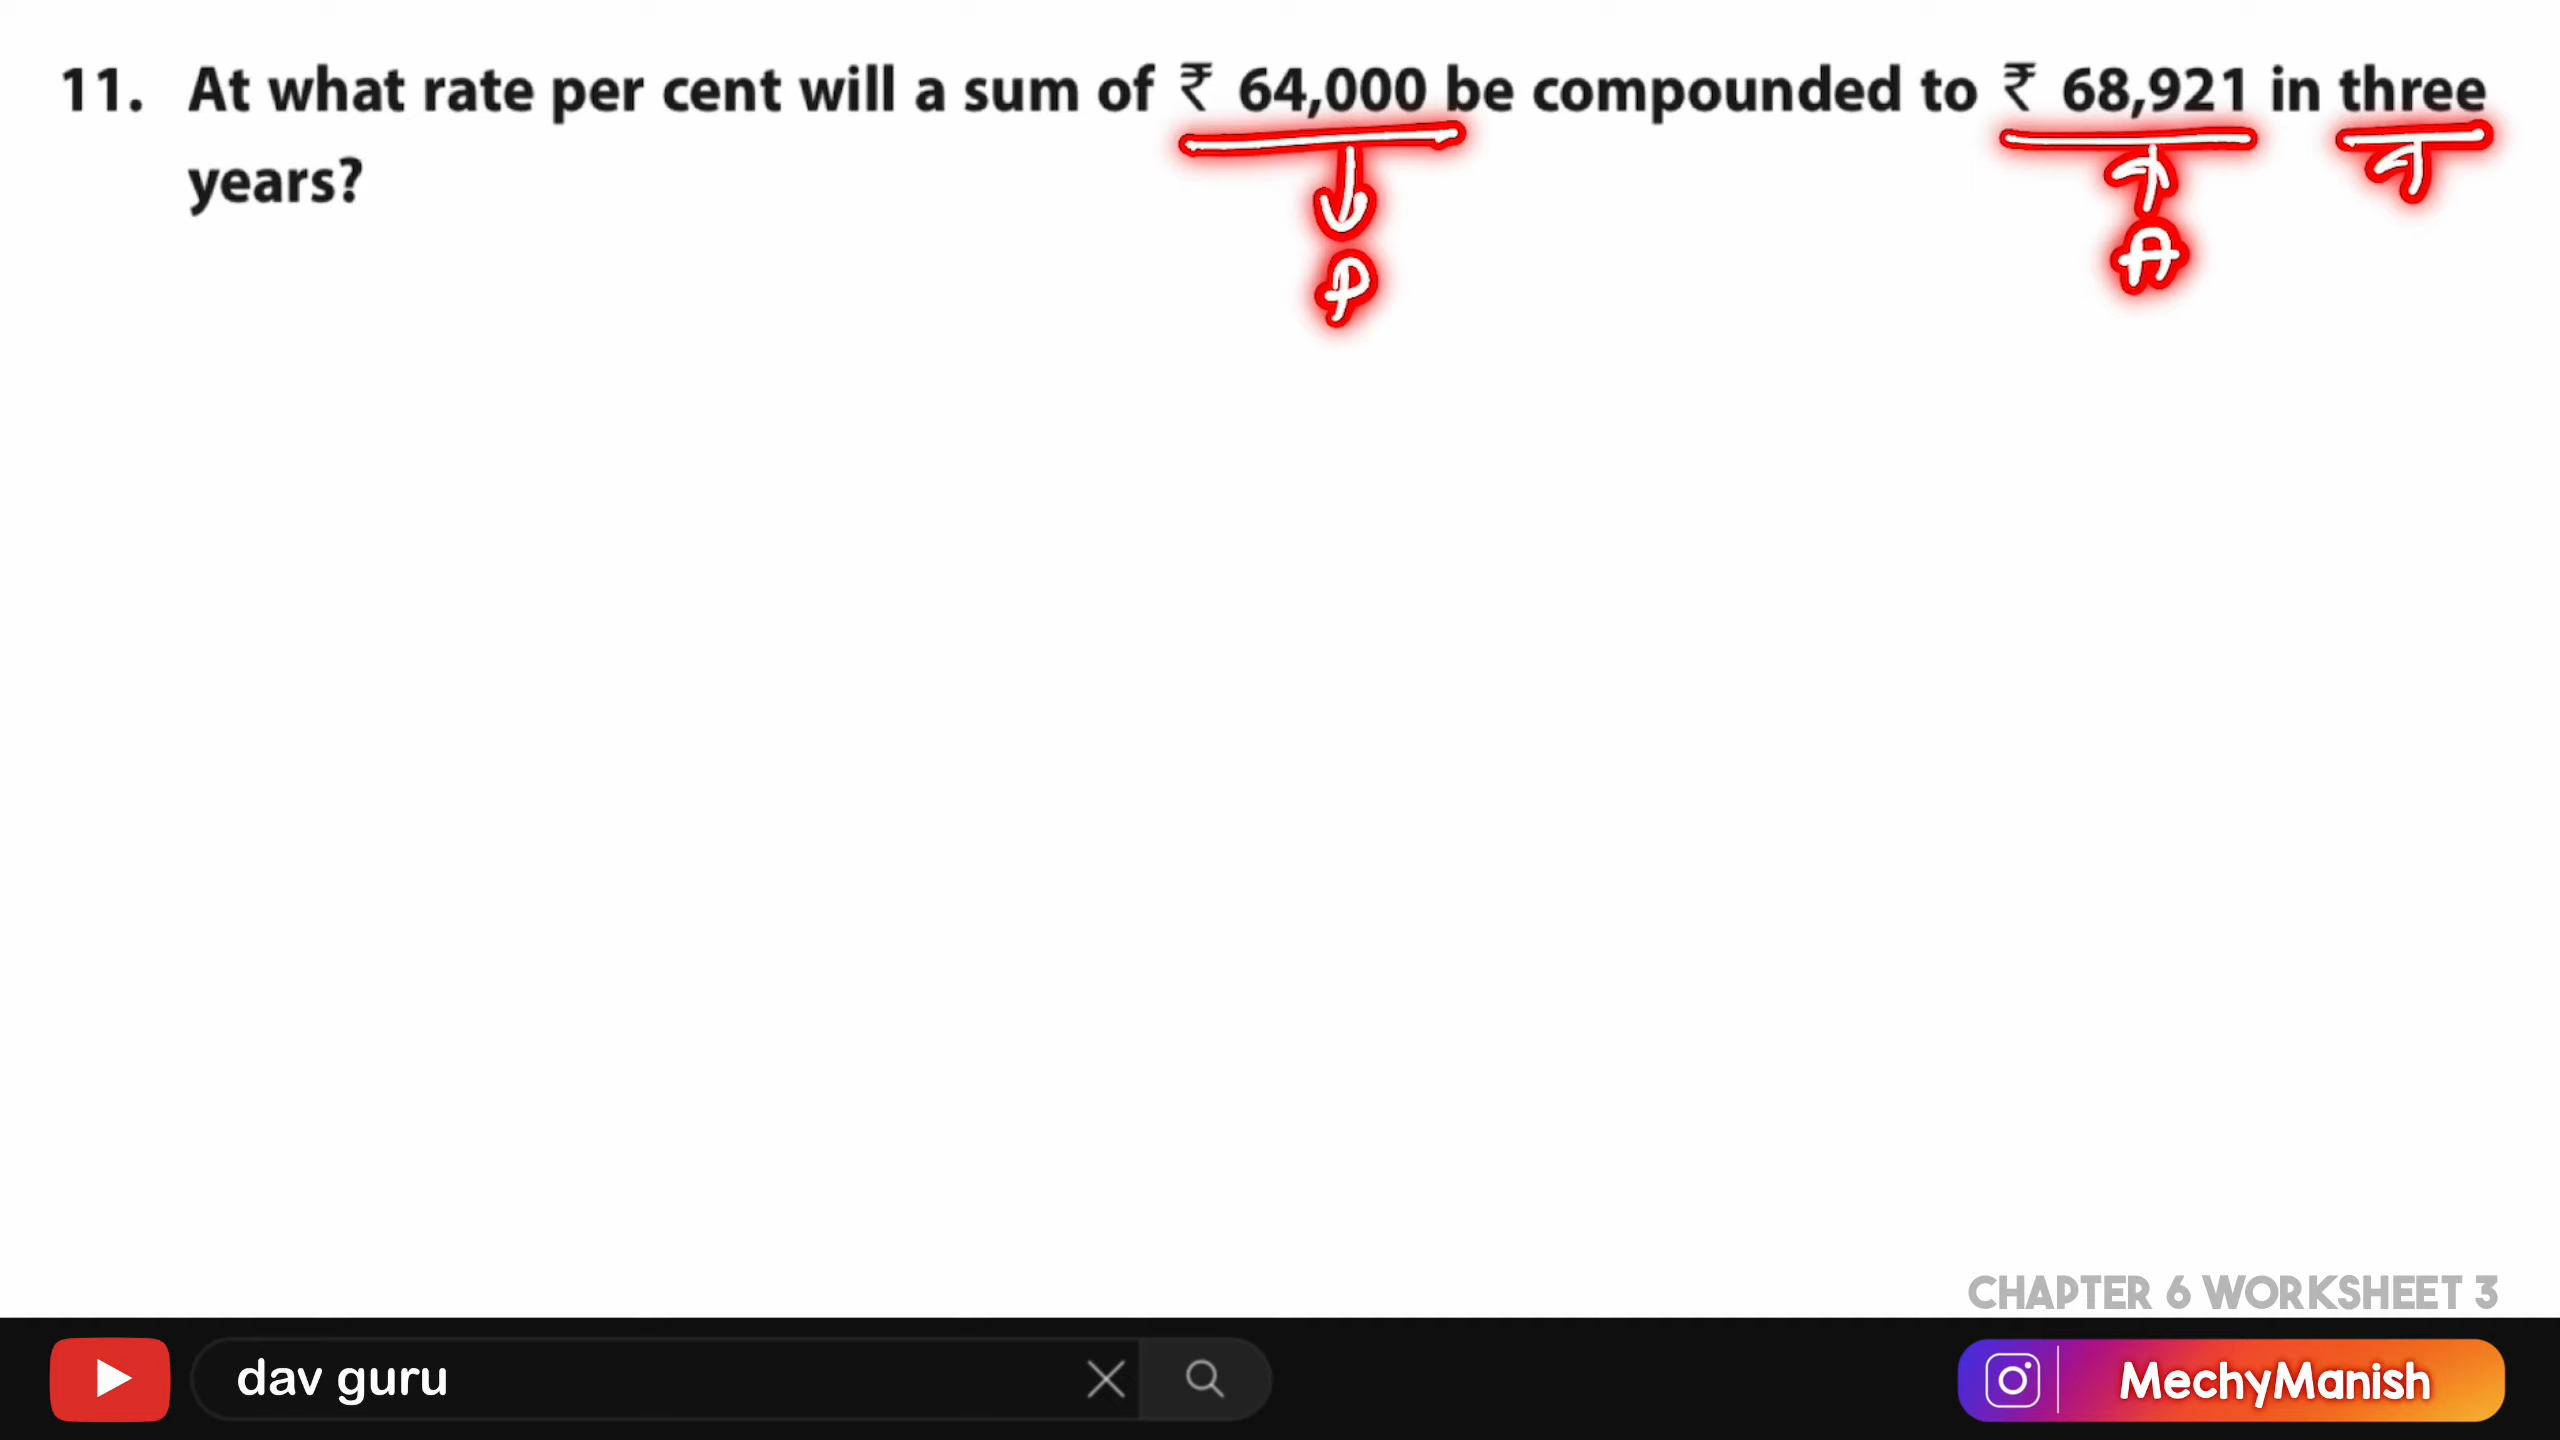 11. At what rate per cent will a sum of ₹ 64,000 be compounded to ₹ 68,921 in three
years?
P
A
CHAPTER 6 WORKSHEET 3
dav guru
MechyManish